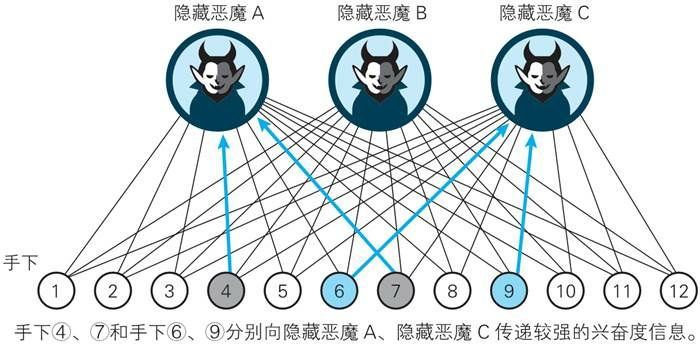 隐藏恶魔 A 隐藏恶魔 B 隐藏恶魔 C
手下
1 2 3 4 5 6 7 8 9 10 11 12
手下④、⑦和手下⑥、⑨分别向隐藏恶魔 A、隐藏恶魔 C 传递较强的兴奋度信息。